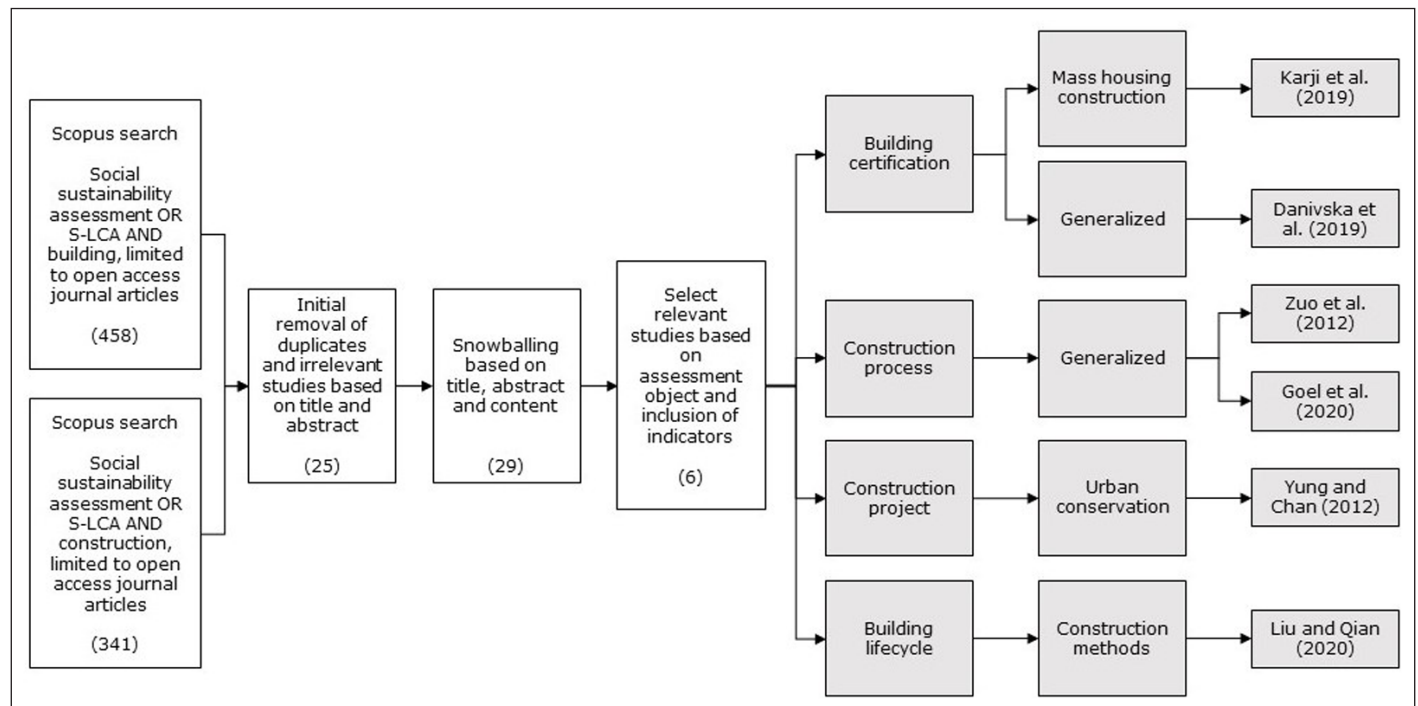 Scopus search
Social
sustainability
assessment OR
S-LCA AND
building, limited
to open access
journal articles
(458)
Scopus search
Social
sustainability
assessment OR
S-LCA AND
construction,
limited to open
access journal
articles
(341)
Initial
removal of
duplicates
and irrelevant
studies based
on title and
abstract
(25)
Snowballing
based on
title, abstract
and content
(29)
Select
relevant
studies based
on
assessment
object and
inclusion of
indicators
(6)
Building
certification
Mass housing
construction
Karji et al.
(2019)
Generalized
Danivska et
al. (2019)
Construction
process
Generalized
Zuo et al.
(2012)
Goel et al.
(2020)
Construction
project
Urban
conservation
Yung and
Chan (2012)
Building
lifecycle
Construction
methods
Liu and Qian
(2020)